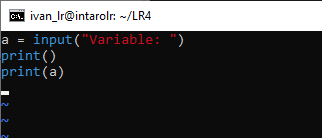 ivan_lr@intarolr: ~/LR4
a = input("Variable: ")
print()
print(a)
~
~
~